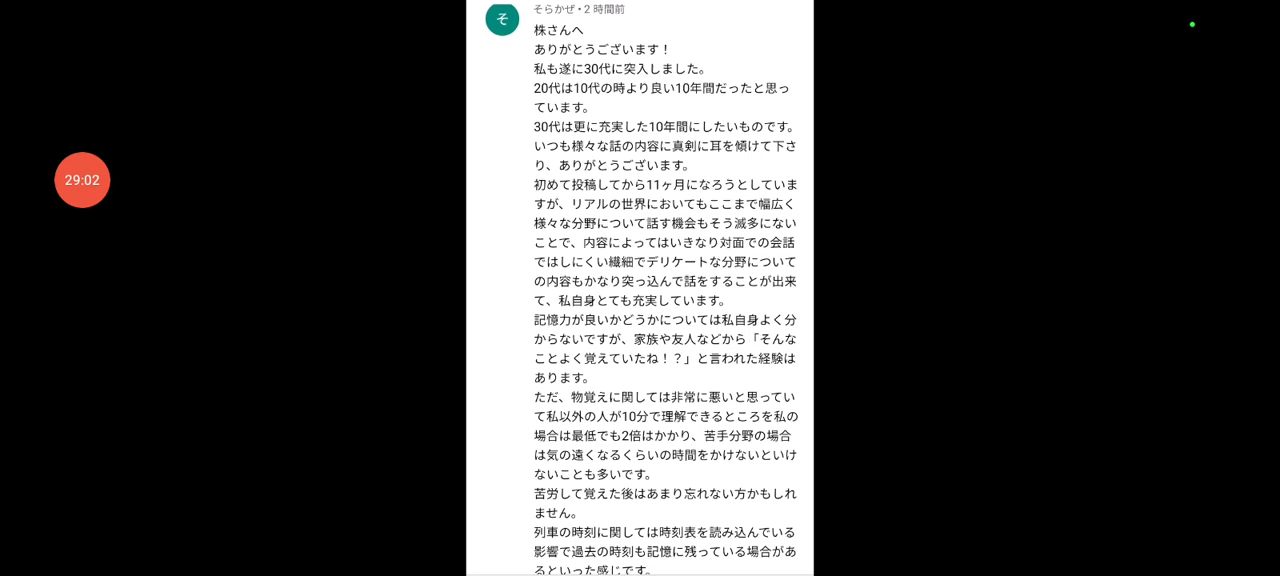 そらかぜ • 2 時間前
そ
株さんへ
ありがとうございます！
私も遂に30代に突入しました。
20代は10代の時より良い10年間だったと思っ
ています。
30代は更に充実した10年間にしたいものです。
いつも様々な話の内容に真剣に耳を傾けて下さ
り、ありがとうございます。
初めて投稿してから11ヶ月になろうとしていま
すが、リアルの世界においてもここまで幅広く
様々な分野について話す機会もそう滅多にない
ことで、内容によってはいきなり対面での会話
ではしにくい繊細でデリケートな分野について
の内容もかなり突っ込んで話をすることが出来
て、私自身とても充実しています。
29:02
記憶力が良いかどうかについては私自身よく分
からないですが、家族や友人などから「そんな
ことよく覚えていたね！？」と言われた経験は
あります。
ただ、物覚えに関しては非常に悪いと思ってい
て私以外の人が10分で理解できるところを私の
場合は最低でも2倍はかかり、苦手分野の場合
は気の遠くなるくらいの時間をかけないといけ
ないことも多いです。
苦労して覚えた後はあまり忘れない方かもしれ
ません。
列車の時刻に関しては時刻表を読み込んでいる
影響で過去の時刻も記憶に残っている場合があ
るといった感じです。